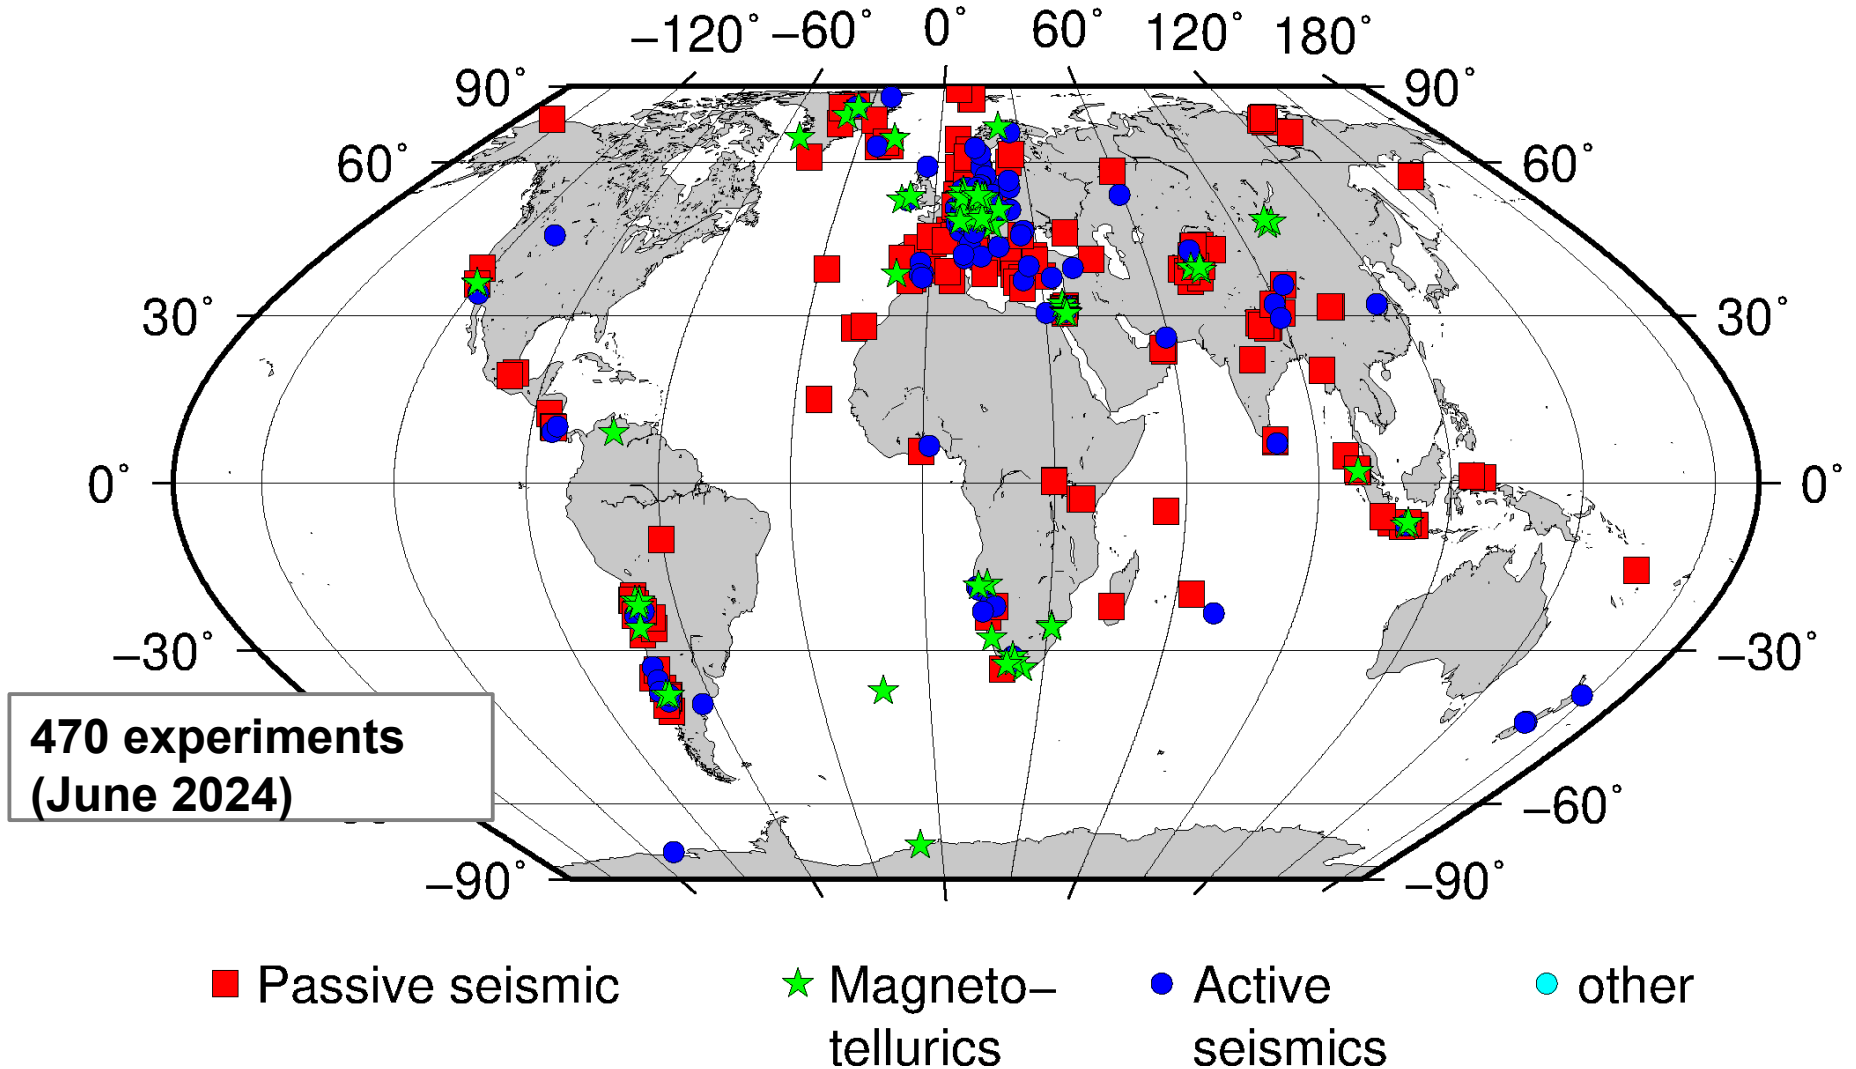 −120° −60° 0° 60° 120° 180°
90° 90°
60° 60°
30° 30°
0° 0°
−30° −30°
470 experiments
(June 2024)
−60°
−90° −90°
Passive seismic
Magneto−
tellurics
Active
seismics
other